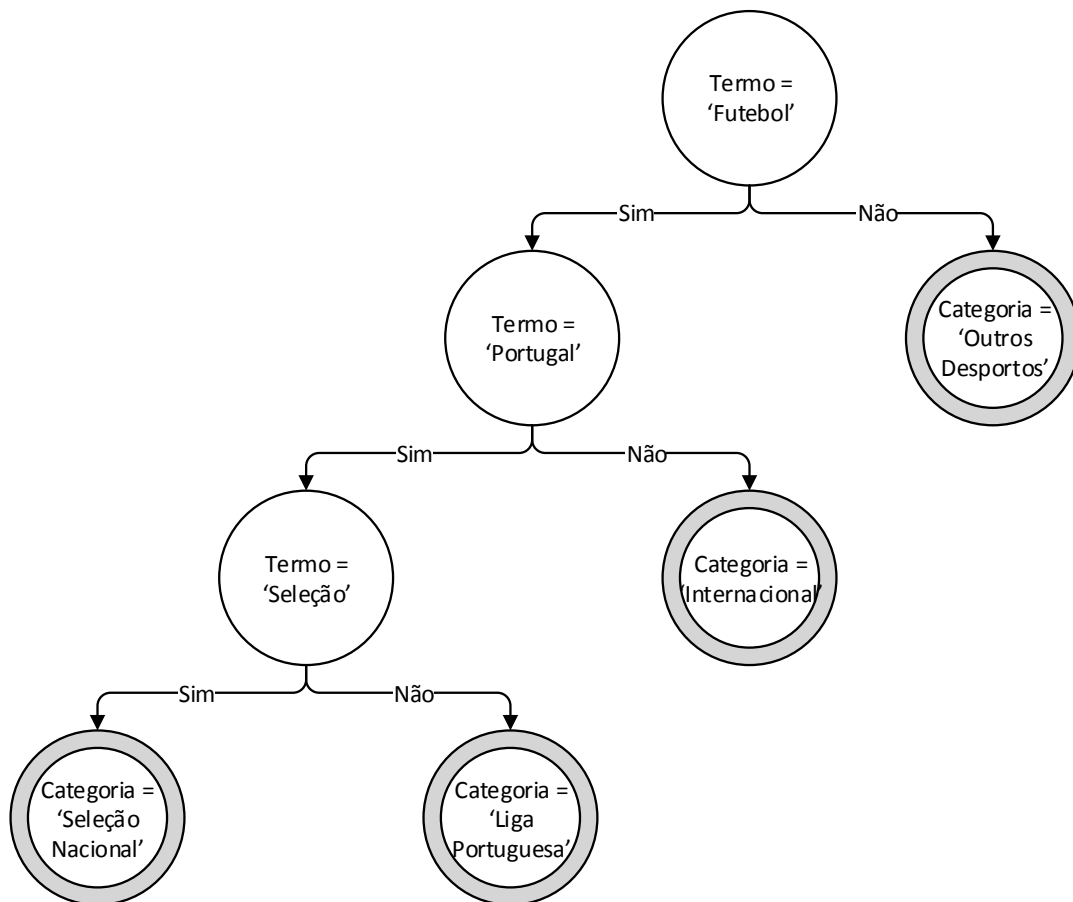 Termo =
‘Futebol’
Sim
Não
Termo =
‘Portugal’
Categoria =
‘Outros
Desportos’
Sim
Não
Termo =
‘Seleção’
Categoria =
‘Internacional’
Sim
Não
Categoria =
‘Seleção
Nacional’
Categoria =
‘Liga
Portuguesa’